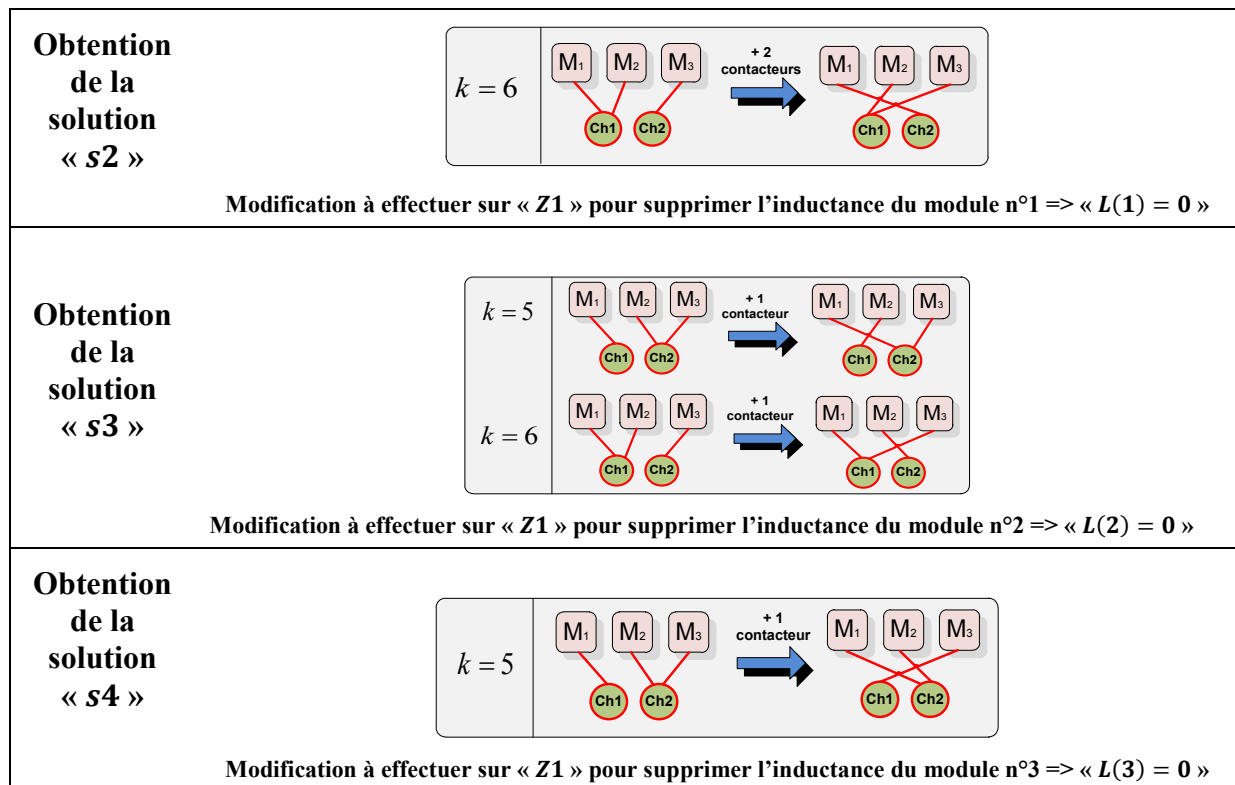 Obtention
de la
solution
« s2 »
k = 6
M1 M2 M3
Ch1 Ch2
+ 2
contacteurs
M1 M2 M3
Ch1 Ch2
Modification à effectuer sur « Z1 » pour supprimer l’inductance du module n°1 => « L(1) = 0 »
Obtention
de la
solution
« s3 »
k = 5
M1 M2 M3
Ch1 Ch2
+ 1
contacteur
M1 M2 M3
Ch1 Ch2
k = 6
M1 M2 M3
Ch1 Ch2
+ 1
contacteur
M1 M2 M3
Ch1 Ch2
Modification à effectuer sur « Z1 » pour supprimer l’inductance du module n°2 => « L(2) = 0 »
Obtention
de la
solution
« s4 »
k = 5
M1 M2 M3
Ch1 Ch2
+ 1
contacteur
M1 M2 M3
Ch1 Ch2
Modification à effectuer sur « Z1 » pour supprimer l’inductance du module n°3 => « L(3) = 0 »